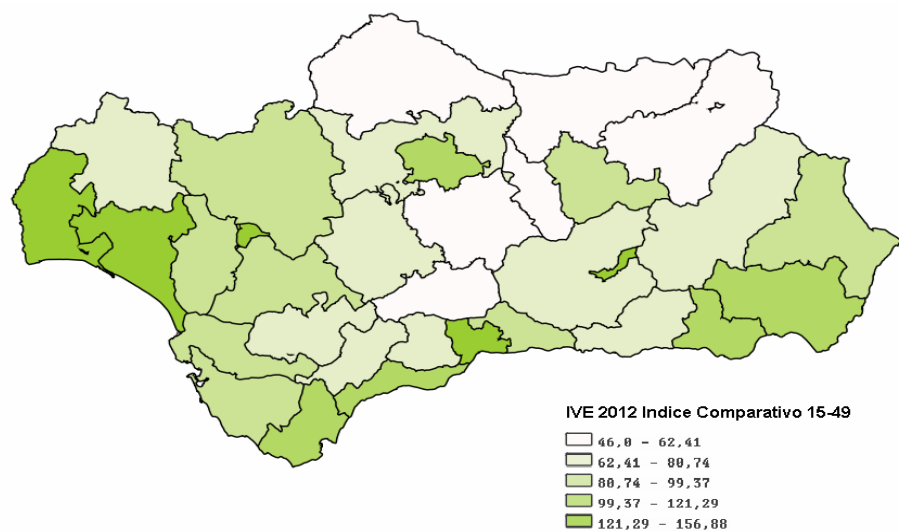 IVE 2012 Indice Comparativo 15-49
46,0 - 62,41
62,41 - 80,74
80,74 - 99,37
99,37 - 121,29
121,29 - 156,88